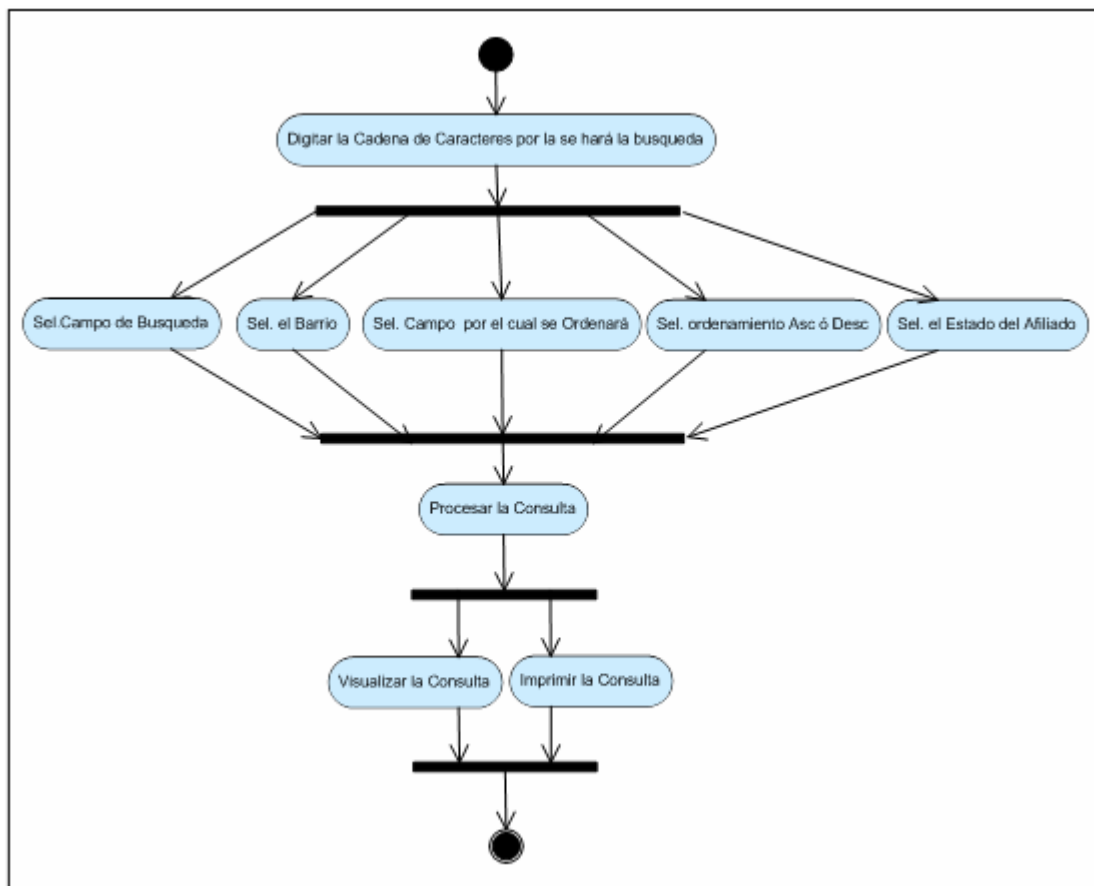 Digitar la Cadena de Caracteres por la se hará la busqueda
Sel.Campo de Busqueda
Sel. el Barrio
Sel. Campo por el cual se Ordenará
Sel. ordenamiento Asc ó Desc
Sel. el Estado del Afiliado
Procesar la Consulta
Visualizar la Consulta
Imprimir la Consulta